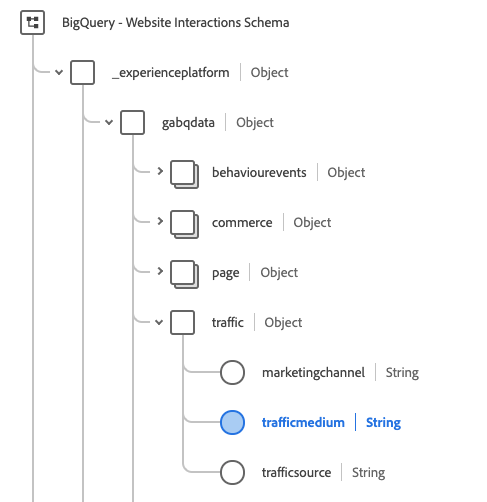 BigQuery - Website Interactions Schema
_experienceplatform | Object
gabqdata | Object
behaviourevents | Object
commerce | Object
page | Object
traffic | Object
marketingchannel | String
trafficmedium | String
trafficsource | String